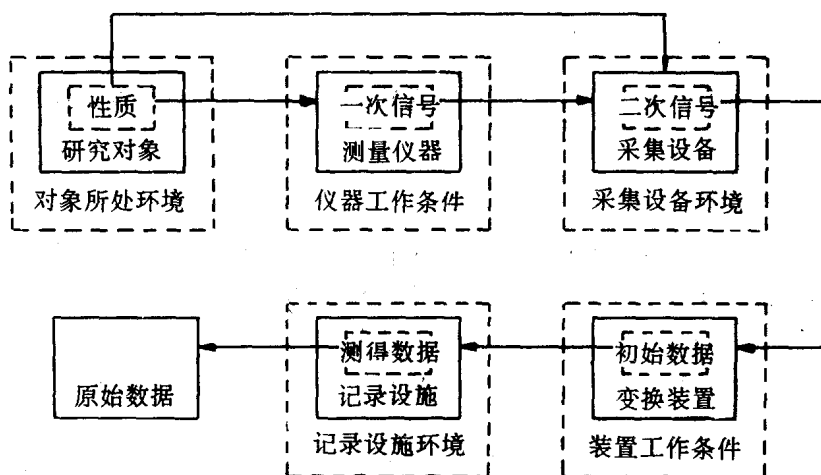 性质
研究对象
对象所处环境
一次信号
测量仪器
仪器工作条件
二次信号
采集设备
采集设备环境
原始数据
测得数据
记录设施
记录设施环境
初始数据
变换装置
装置工作条件